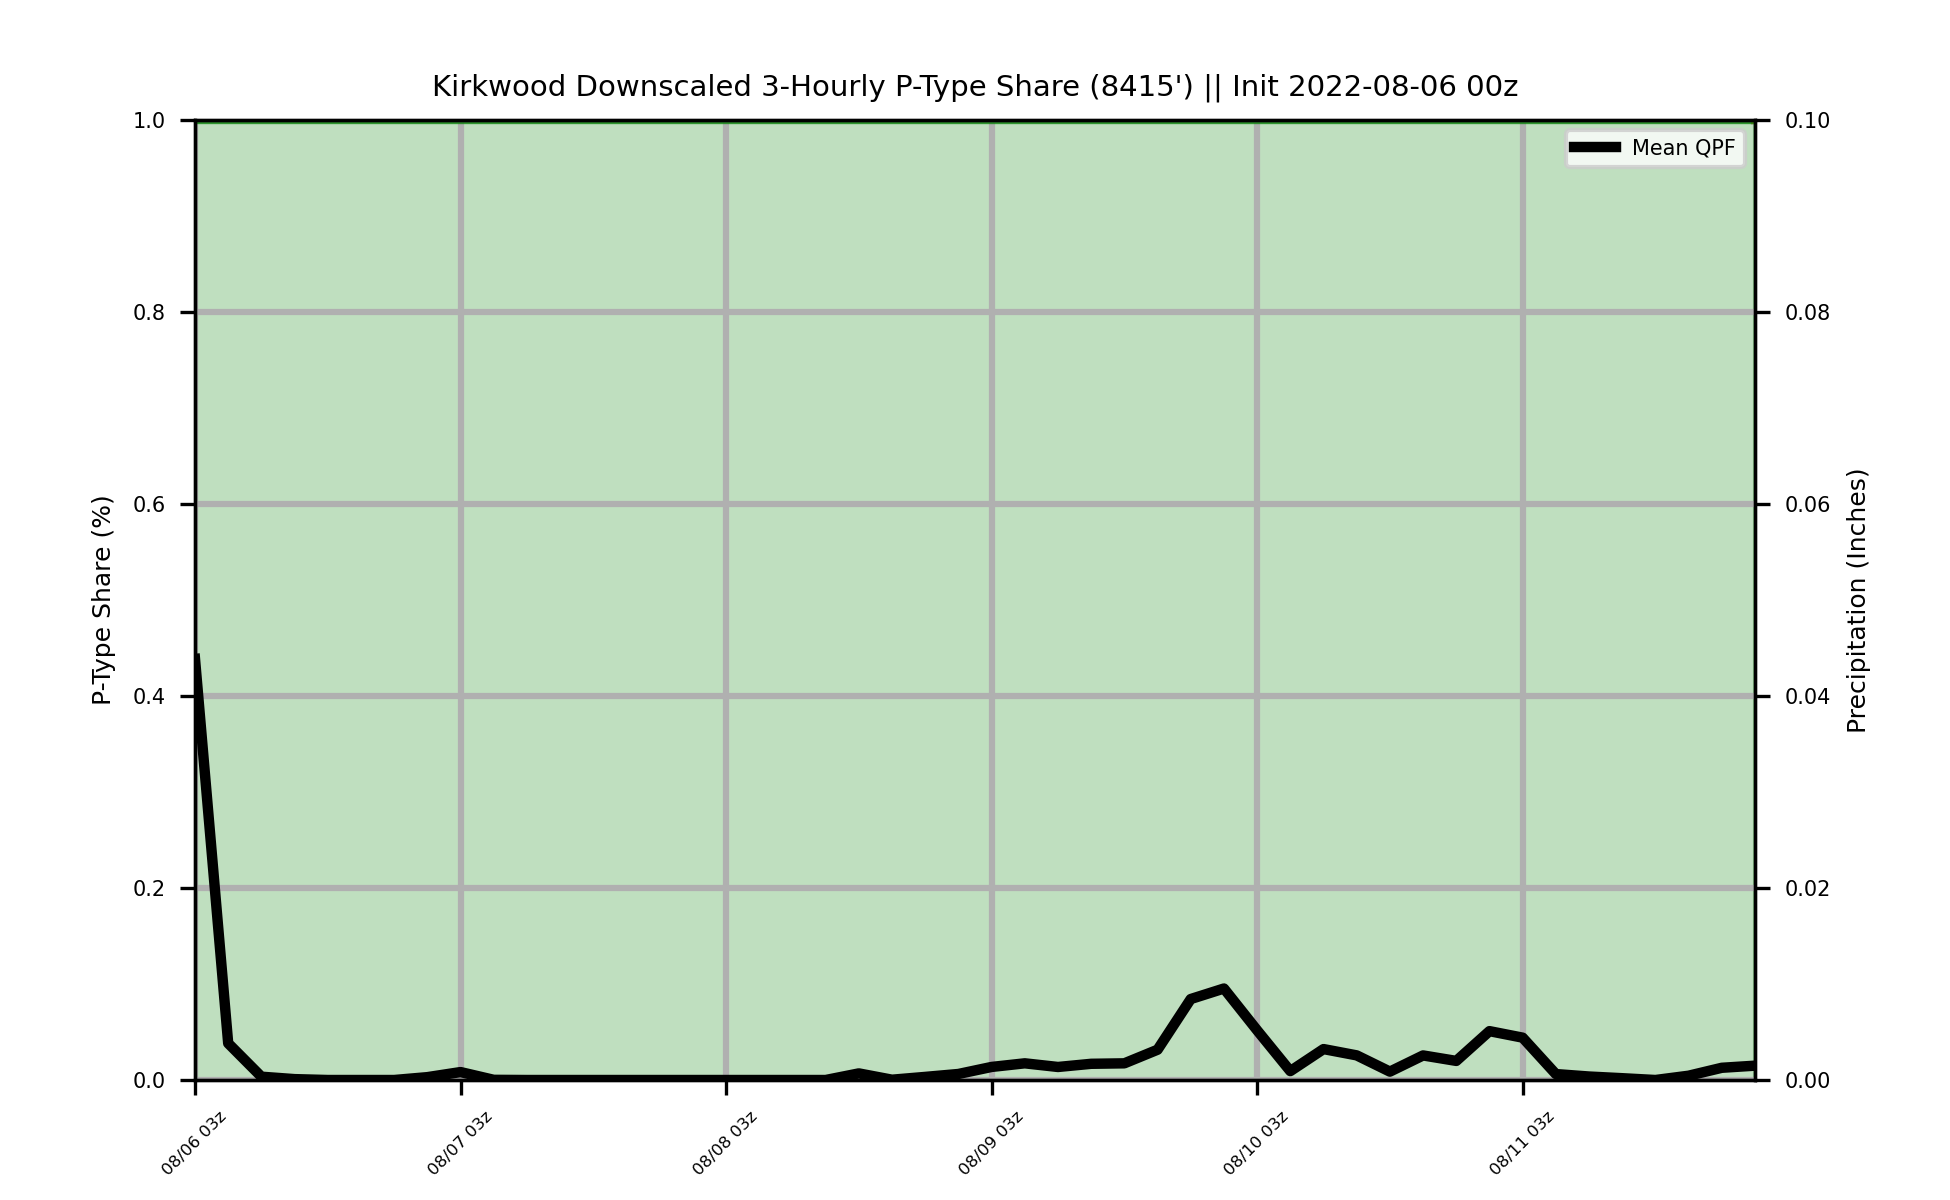 Kirkwood Downscaled 3-Hourly P-Type Share (8415') || Init 2022-08-06 00z
Mean QPF
P-Type Share (%)
1.0
0.8
0.6
0.4
0.2
0.0
0.10
0.08
0.06
0.04
0.02
0.00
Precipitation (Inches)
08/06 03z
08/07 03z
08/08 03z
08/09 03z
08/10 03z
08/11 03z